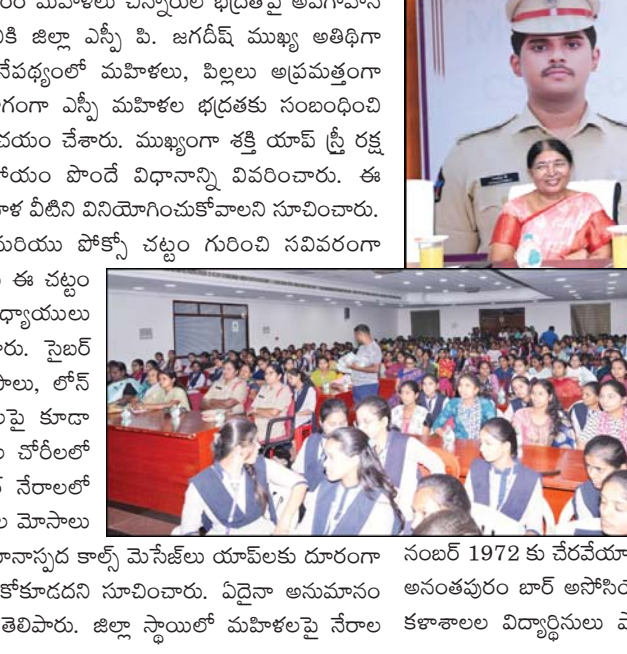 మహిళలు చిన్నారుల భద్రతపై అవగాహన
కి జిల్లా ఎస్పీ పి. జగదీష్ ముఖ్య అతిథిగా
నేపథ్యంలో మహిళలు, పిల్లలు అప్రమత్తంగా
గంగా ఎస్పీ మహిళల భద్రతకు సంబంధించి
చయం చేశారు. ముఖ్యంగా శక్తి యాప్ స్త్రీ రక్ష
హాయం పొందే విధానాన్ని వివరించారు. ఈ
ళ వీటిని వినియోగించుకోవాలని సూచించారు.
మరియు పోక్సో చట్టం గురించి సవివరంగా
ఈ చట్టం
ధ్యాయులు
రు. సైబర్
సాలు, లోన్
లపై కూడా
చోరీలలో
నేరాలలో
ల మోసాలు
మానాస్పద కాల్స్ మెసేజ్‌లు యాప్‌లకు దూరంగా
కోకూడదని సూచించారు. ఏదైనా అనుమానం
తెలిపారు. జిల్లా స్థాయిలో మహిళలపై నేరాల
నంబర్ 1972 కు చేరవేయా
అనంతపురం బార్ అసోసియే
కళాశాలల విద్యార్థినులు